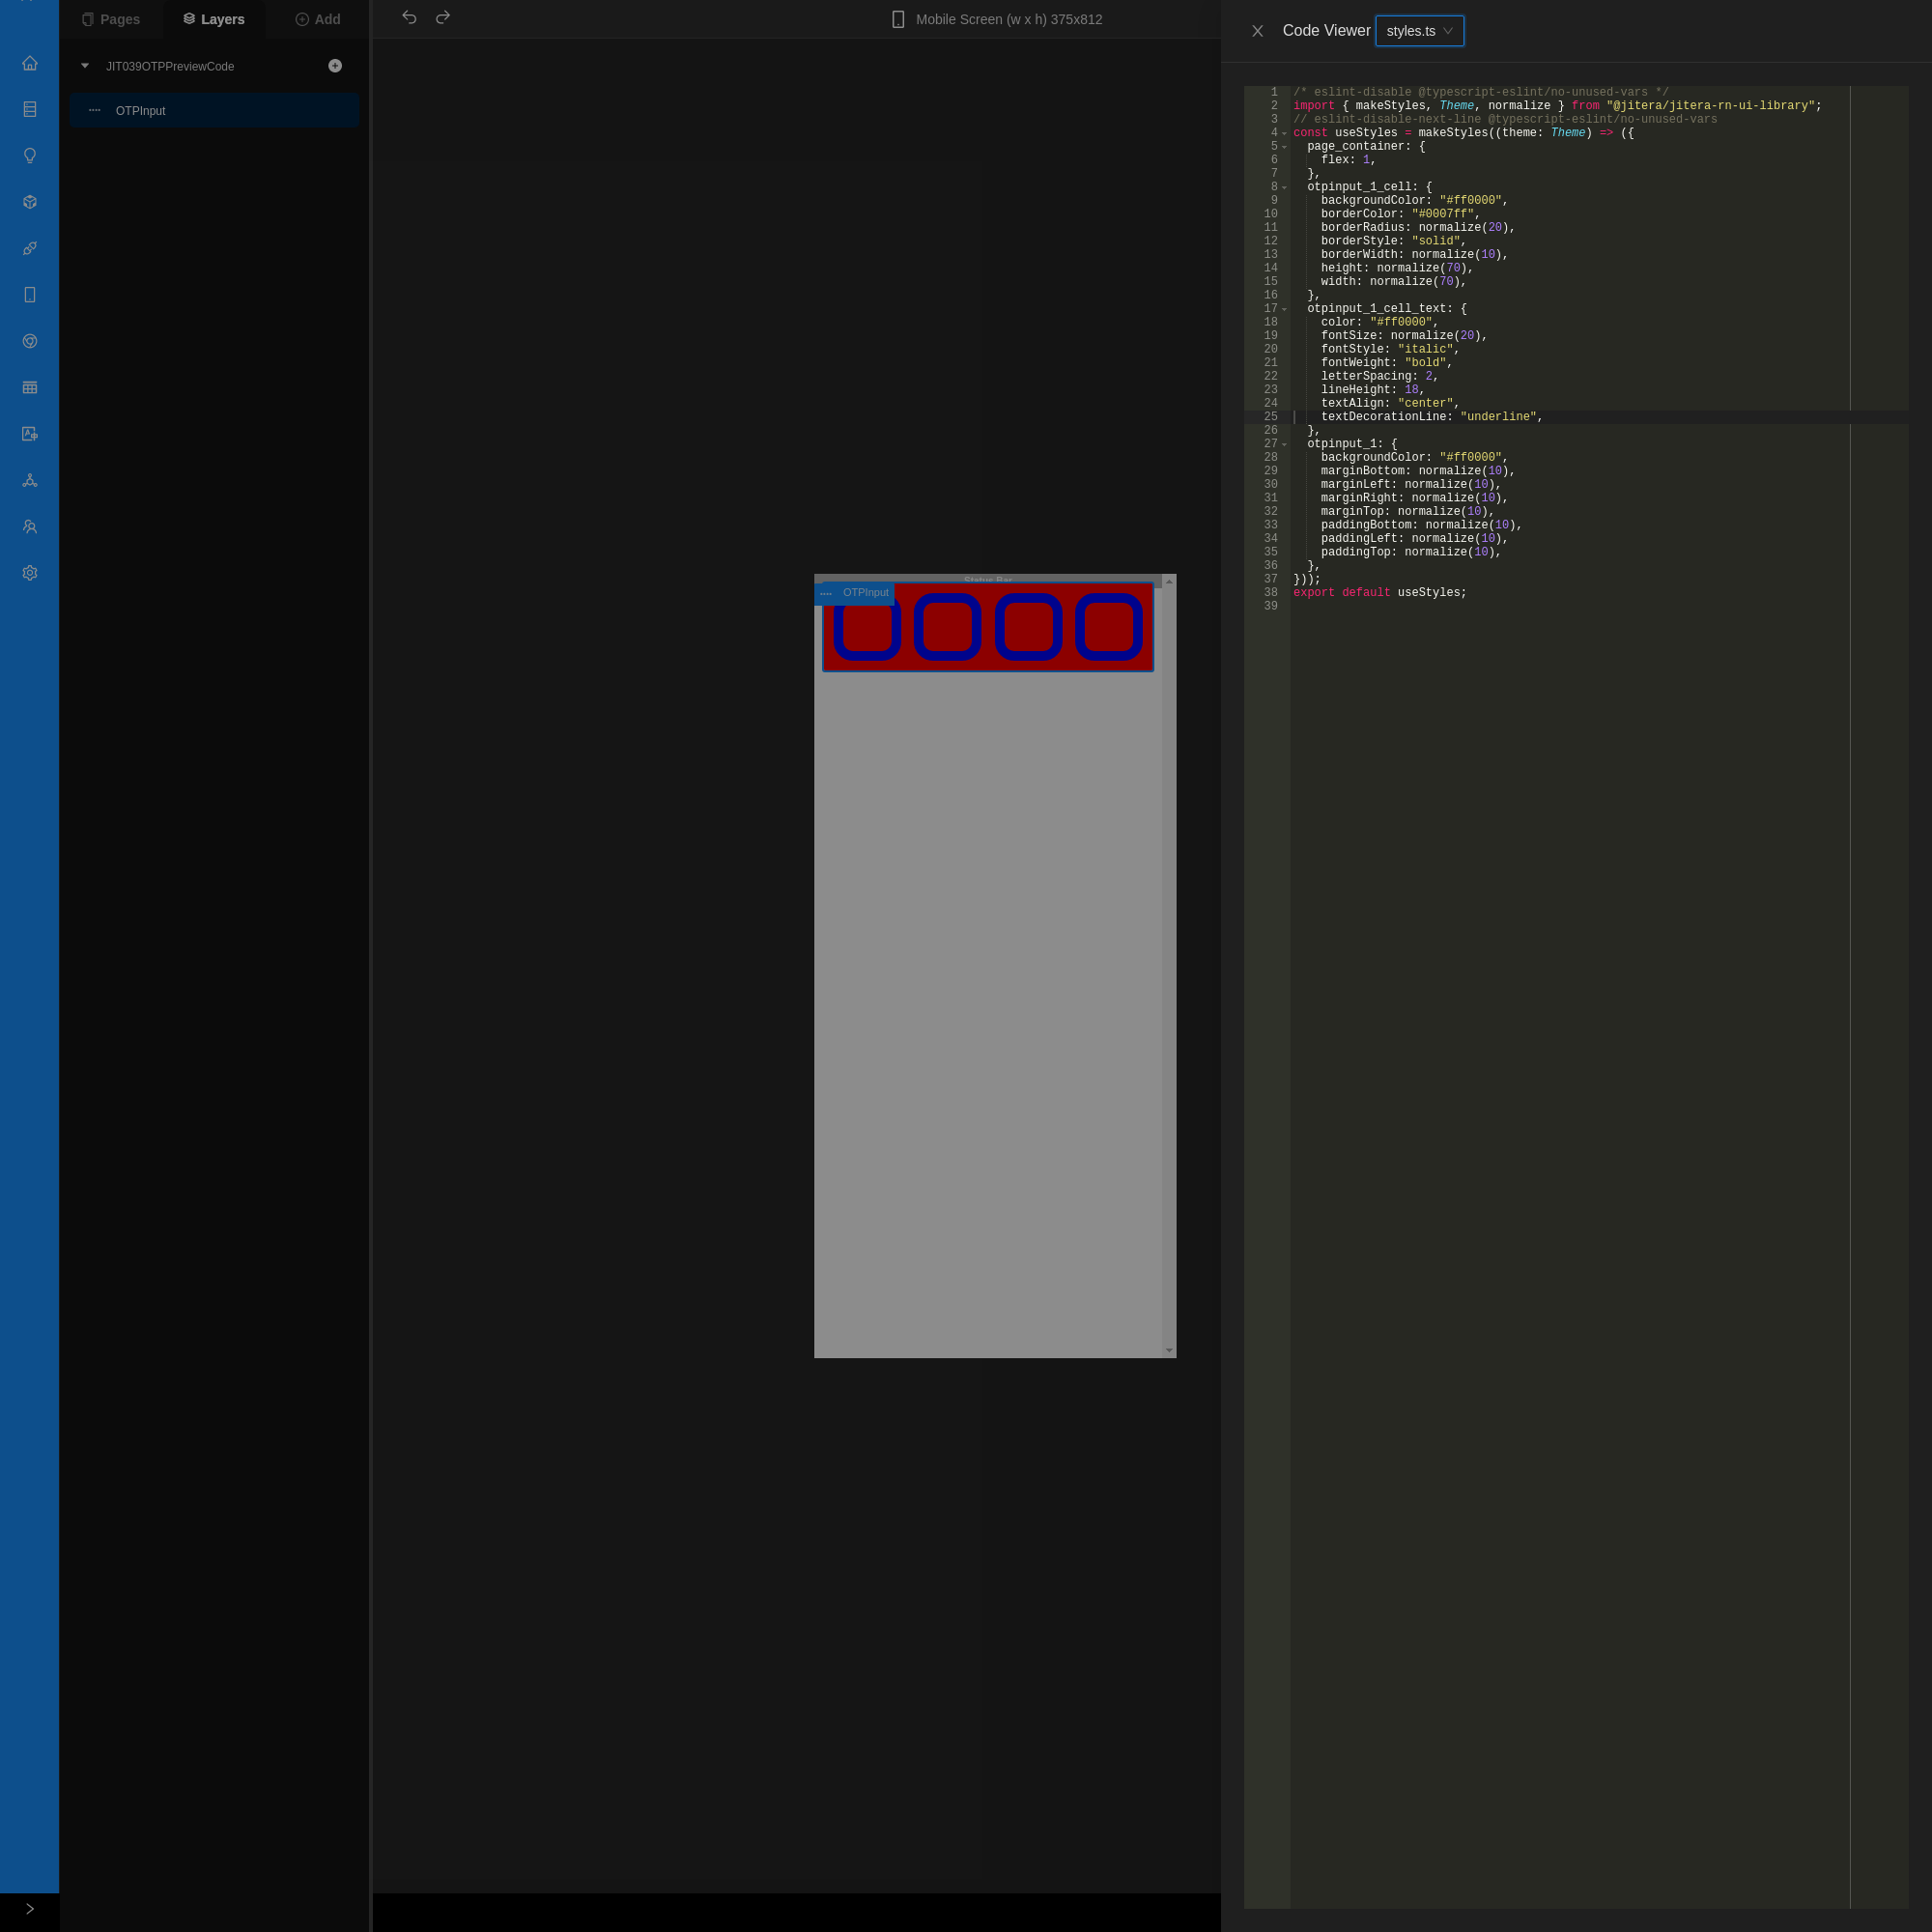 Pages
Layers
Add
Mobile Screen (w x h) 375x812
Code Viewer
styles.ts
JIT039OTPPreviewCode
OTPInput
Status Bar
OTPInput
1 /* eslint-disable @typescript-eslint/no-unused-vars */
2 import { makeStyles, Theme, normalize } from "@jitera/jitera-rn-ui-library";
3 // eslint-disable-next-line @typescript-eslint/no-unused-vars
4 const useStyles = makeStyles((theme: Theme) => ({
5 page_container: {
6 flex: 1,
7 },
8 otpinput_1_cell: {
9 backgroundColor: "#ff0000",
10 borderColor: "#0007ff",
11 borderRadius: normalize(20),
12 borderStyle: "solid",
13 borderWidth: normalize(10),
14 height: normalize(70),
15 width: normalize(70),
16 },
17 otpinput_1_cell_text: {
18 color: "#ff0000",
19 fontSize: normalize(20),
20 fontStyle: "italic",
21 fontWeight: "bold",
22 letterSpacing: 2,
23 lineHeight: 18,
24 textAlign: "center",
25 textDecorationLine: "underline",
26 },
27 otpinput_1: {
28 backgroundColor: "#ff0000",
29 marginBottom: normalize(10),
30 marginLeft: normalize(10),
31 marginRight: normalize(10),
32 marginTop: normalize(10),
33 paddingBottom: normalize(10),
34 paddingLeft: normalize(10),
35 paddingTop: normalize(10),
36 },
37 }));
38 export default useStyles;
39